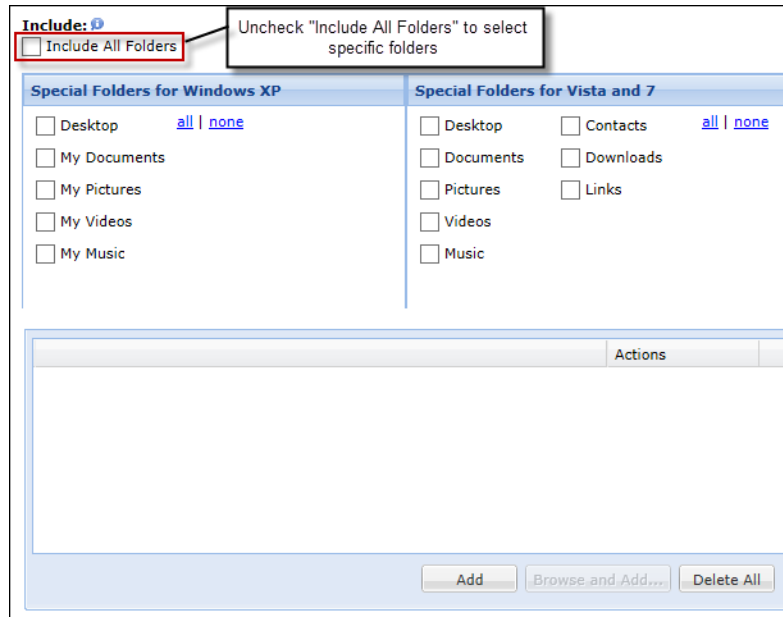 Include:
Include All Folders
Uncheck "Include All Folders" to select
specific folders
Special Folders for Windows XP
Desktop all | none
My Documents
My Pictures
My Videos
My Music
Special Folders for Vista and 7
Desktop Contacts all | none
Documents Downloads
Pictures Links
Videos
Music
Actions
Add Browse and Add... Delete All